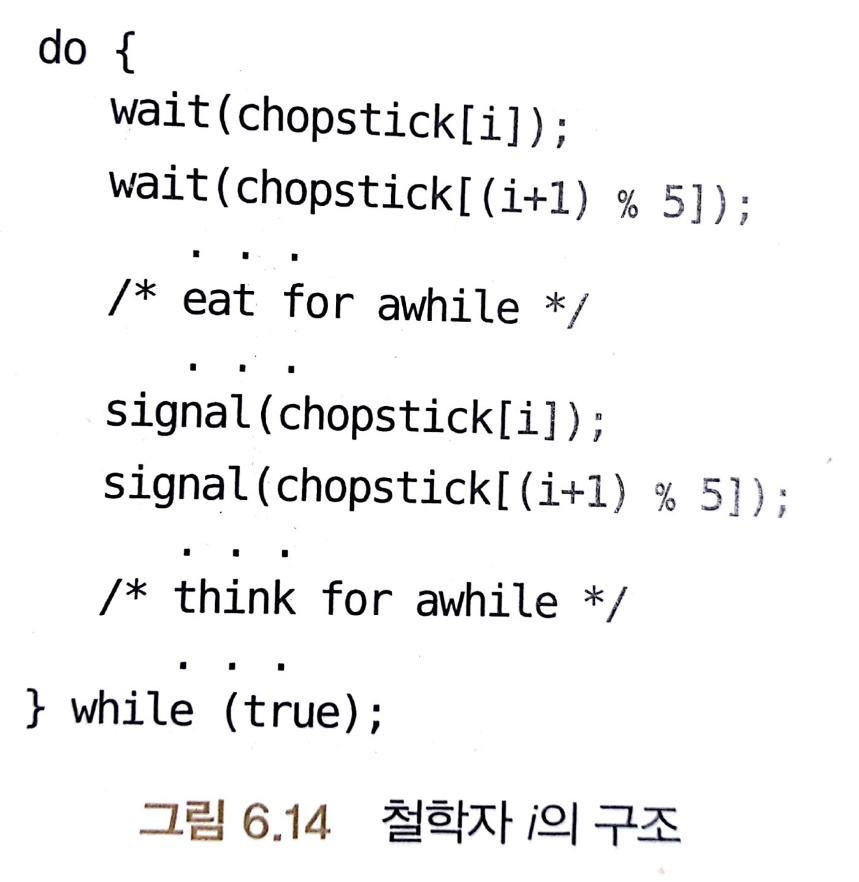 do {
wait(chopstick[i]);
wait(chopstick[(i+1) % 5]);
. . .
/* eat for awhile */
. . .
signal(chopstick[i]);
signal(chopstick[(i+1) % 5]);
. . .
/* think for awhile */
. . .
} while (true);
그림 6.14 철학자 i의 구조